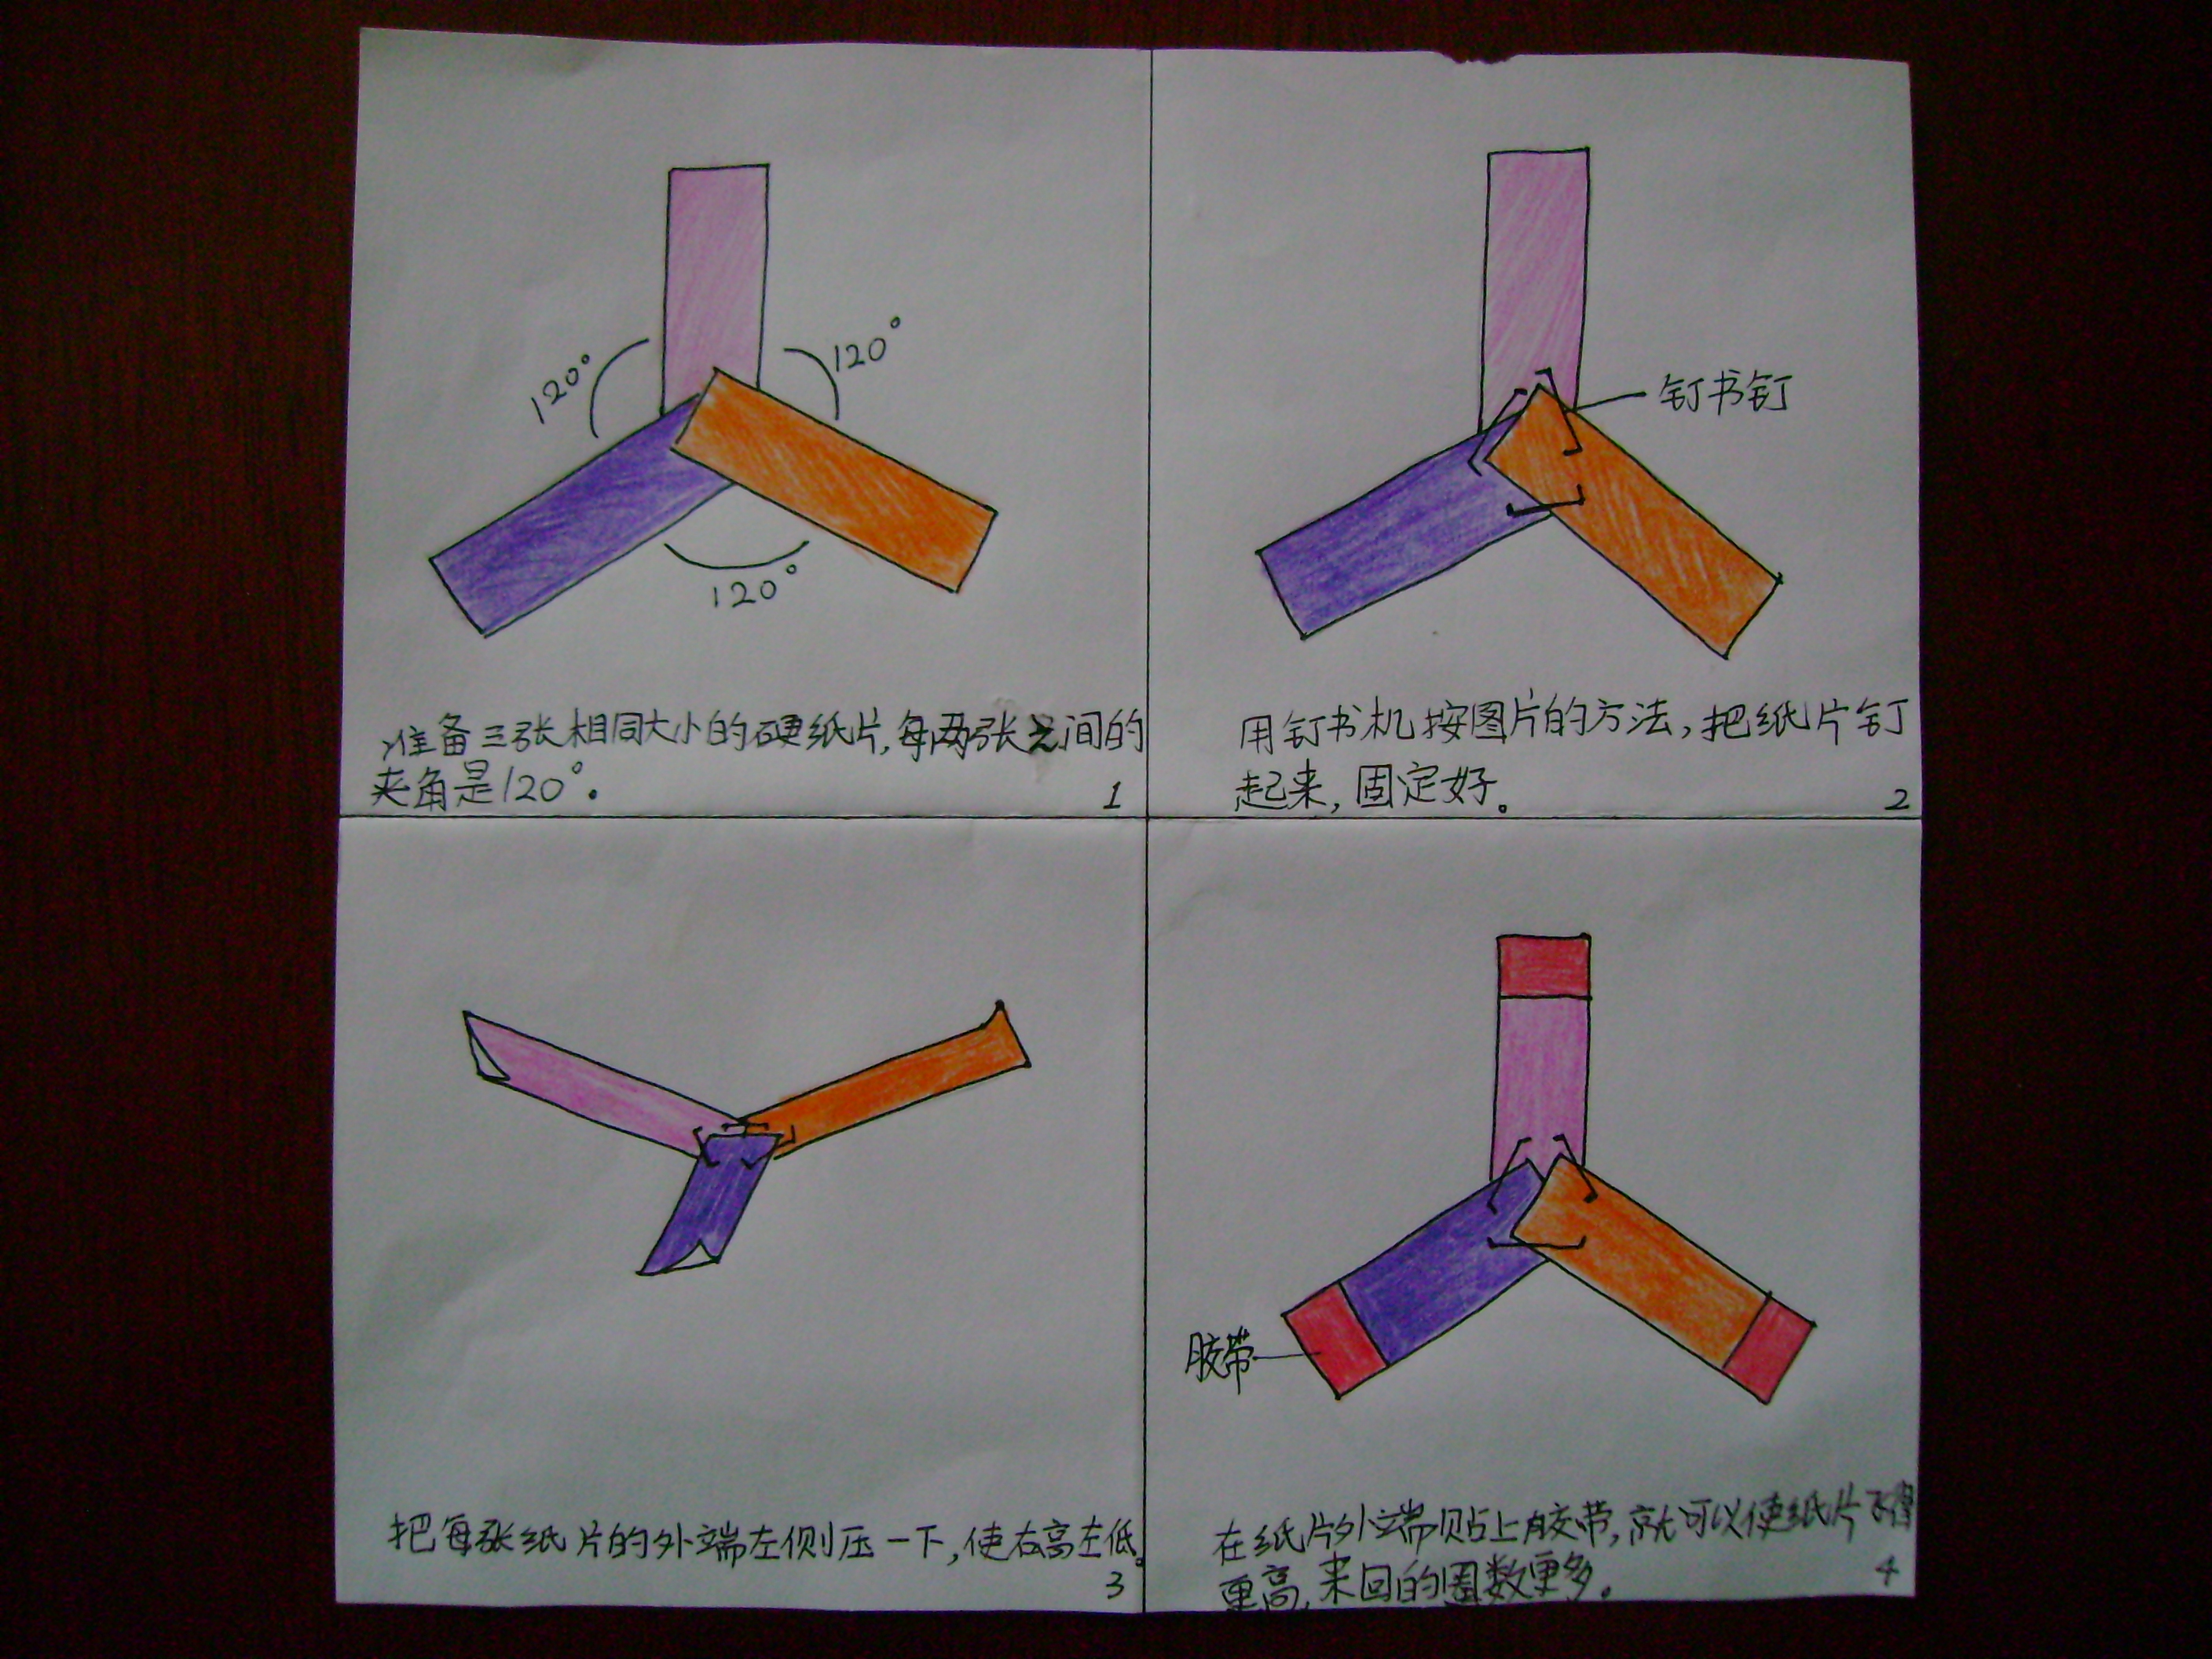 120°
120°
120°
准备三张相同大小的硬纸片,每两张之间的
夹角是120°。
1
钉书钉
用钉书机按图片的方法,把纸片钉
起来,固定好。
2
把每张纸片的外端左侧压一下,使右高左低。
3
胶带
在纸片外端贴上胶带,就可以使纸片飞得
更高,来回的圈数更多。
4